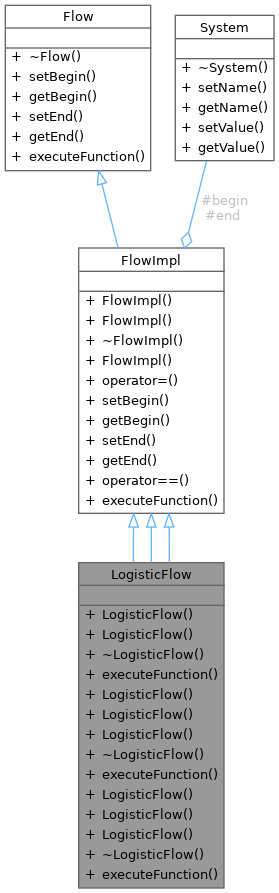 Flow
+ ~Flow()
+ setBegin()
+ getBegin()
+ setEnd()
+ getEnd()
+ executeFunction()
System
+ ~System()
+ setName()
+ getName()
+ setValue()
+ getValue()
#begin
#end
FlowImpl
+ FlowImpl()
+ FlowImpl()
+ ~FlowImpl()
+ FlowImpl()
+ operator=()
+ setBegin()
+ getBegin()
+ setEnd()
+ getEnd()
+ operator==()
+ executeFunction()
LogisticFlow
+ LogisticFlow()
+ LogisticFlow()
+ ~LogisticFlow()
+ executeFunction()
+ LogisticFlow()
+ LogisticFlow()
+ LogisticFlow()
+ ~LogisticFlow()
+ executeFunction()
+ LogisticFlow()
+ LogisticFlow()
+ LogisticFlow()
+ ~LogisticFlow()
+ executeFunction()